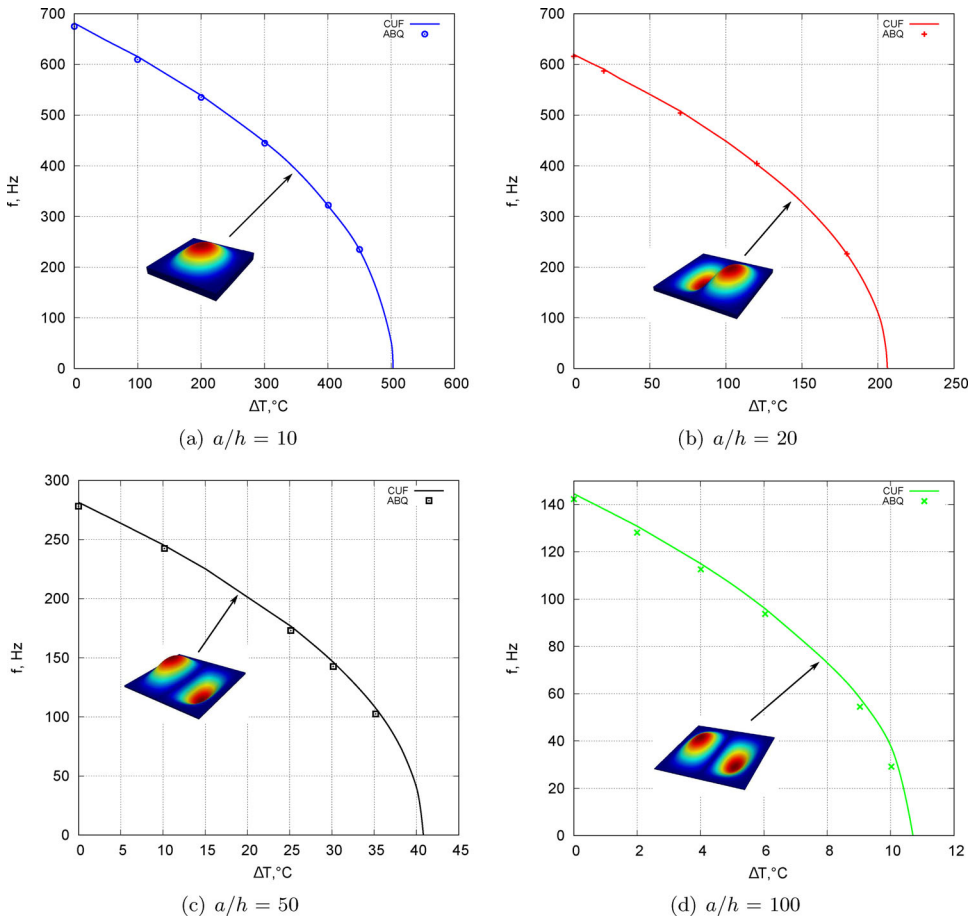 700
600
500
400
300
200
100
0
f, Hz
CUF
ABQ
0 100 200 300 400 500 600
ΔT,°C
(a) a/h = 10
700
600
500
400
300
200
100
0
f, Hz
CUF
ABQ
0 50 100 150 200 250
ΔT,°C
(b) a/h = 20
300
250
200
150
100
50
0
f, Hz
CUF
ABQ
0 5 10 15 20 25 30 35 40 45
ΔT,°C
(c) a/h = 50
140
120
100
80
60
40
20
0
f, Hz
CUF
ABQ
0 2 4 6 8 10 12
ΔT,°C
(d) a/h = 100